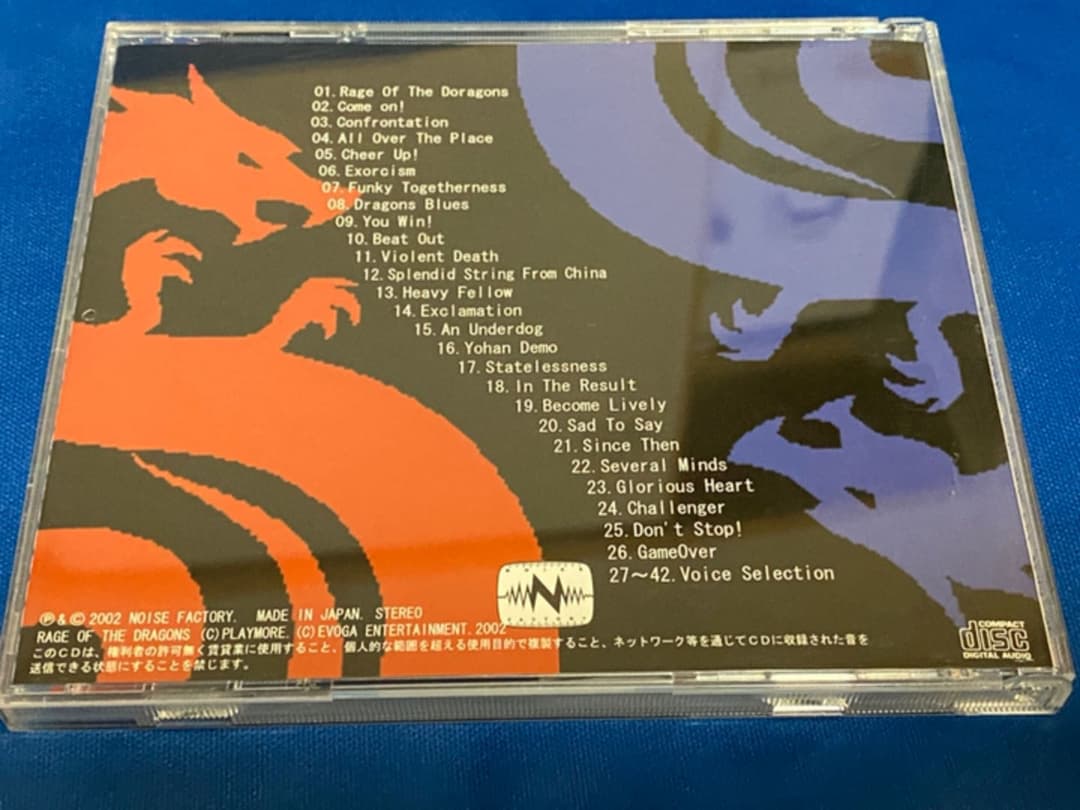 01.Rage Of The Doragons
02.Come on!
03.Confrontation
04.All Over The Place
05.Cheer Up!
06.Exorcism
07.Funky Togetherness
08.Dragons Blues
09.You Win!
10.Beat Out
11.Violent Death
12.Splendid String From China
13.Heavy Fellow
14.Exclamation
15.An Underdog
16.Yohan Demo
17.Statelessness
18.In The Result
19.Become Lively
20.Sad To Say
21.Since Then
22.Several Minds
23.Glorious Heart
24.Challenger
25.Don't Stop!
26.GameOver
27〜42.Voice Selection
N
Ⓟ&© 2002 NOISE FACTORY. MADE IN JAPAN. STEREO
RAGE OF THE DRAGONS (C)PLAYMORE.(C)EVOGA ENTERTAINMENT.2002
このCDは、権利者の許可無く賃貸業に使用すること、個人的な範囲を超える使用目的で複製すること、ネットワーク等を通じてCDに収録された音を
送信できる状態にすることを禁じます。
COMPACT
disc
DIGITAL AUDIO